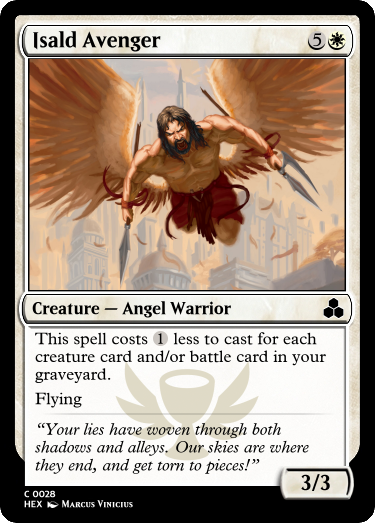 Isald Avenger 5
Creature — Angel Warrior
This spell costs 1 less to cast for each
creature card and/or battle card in your
graveyard.
Flying
“Your lies have woven through both
shadows and alleys. Our skies are where
they end, and get torn to pieces!”
3/3
C 0028
HEX Marcus Vinicius